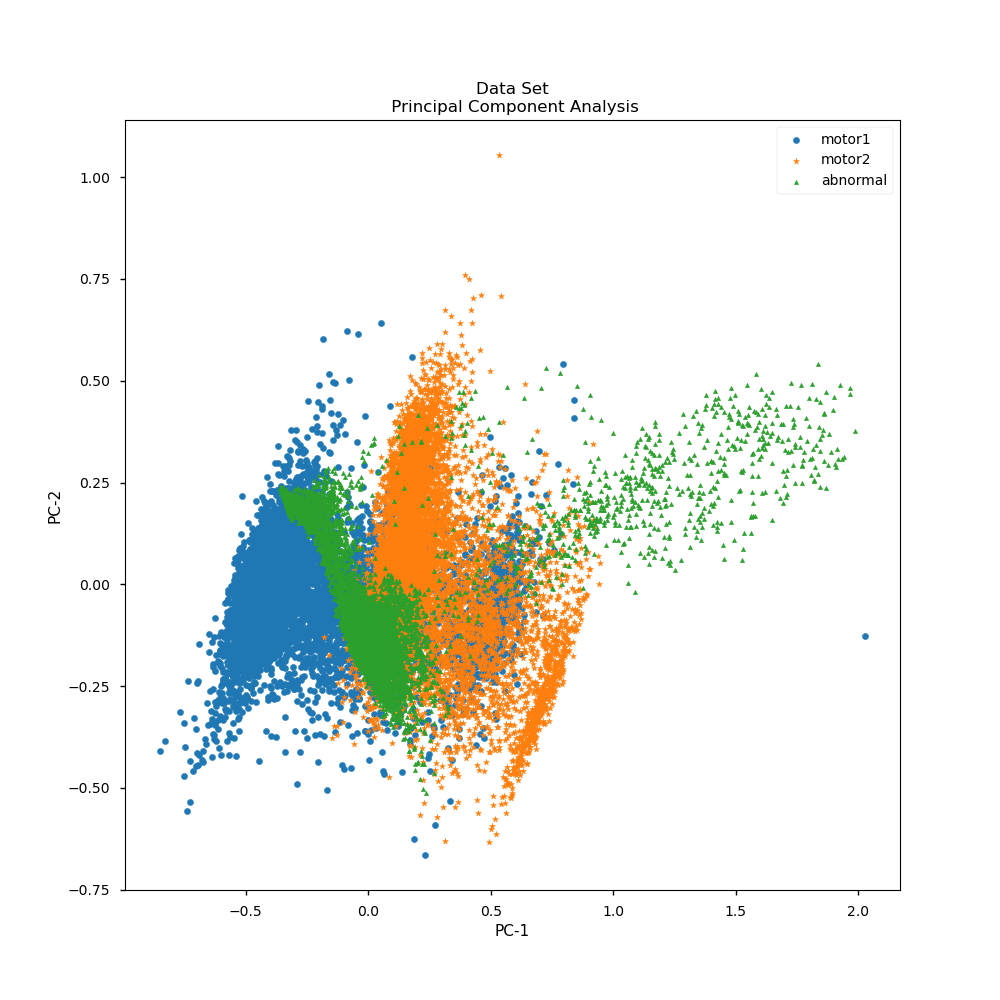 Data Set
Principal Component Analysis
motor1
motor2
abnormal
1.00
0.75
0.50
0.25
0.00
−0.25
−0.50
−0.75
PC-2
−0.5
0.0
0.5
1.0
1.5
2.0
PC-1